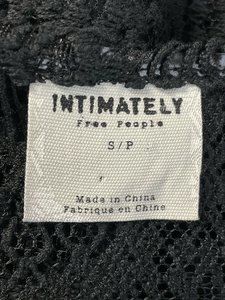 INTIMATELY
Free People
S/P
Made in China
Fabriqué en Chine